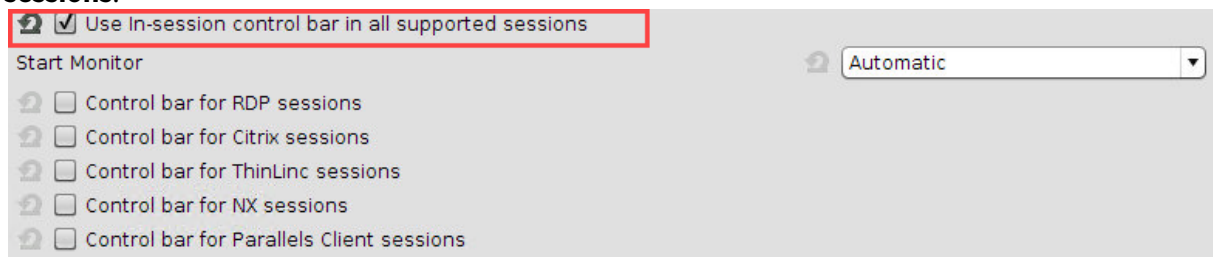 sessions.
Use In-session control bar in all supported sessions
Start Monitor Automatic
Control bar for RDP sessions
Control bar for Citrix sessions
Control bar for ThinLinc sessions
Control bar for NX sessions
Control bar for Parallels Client sessions